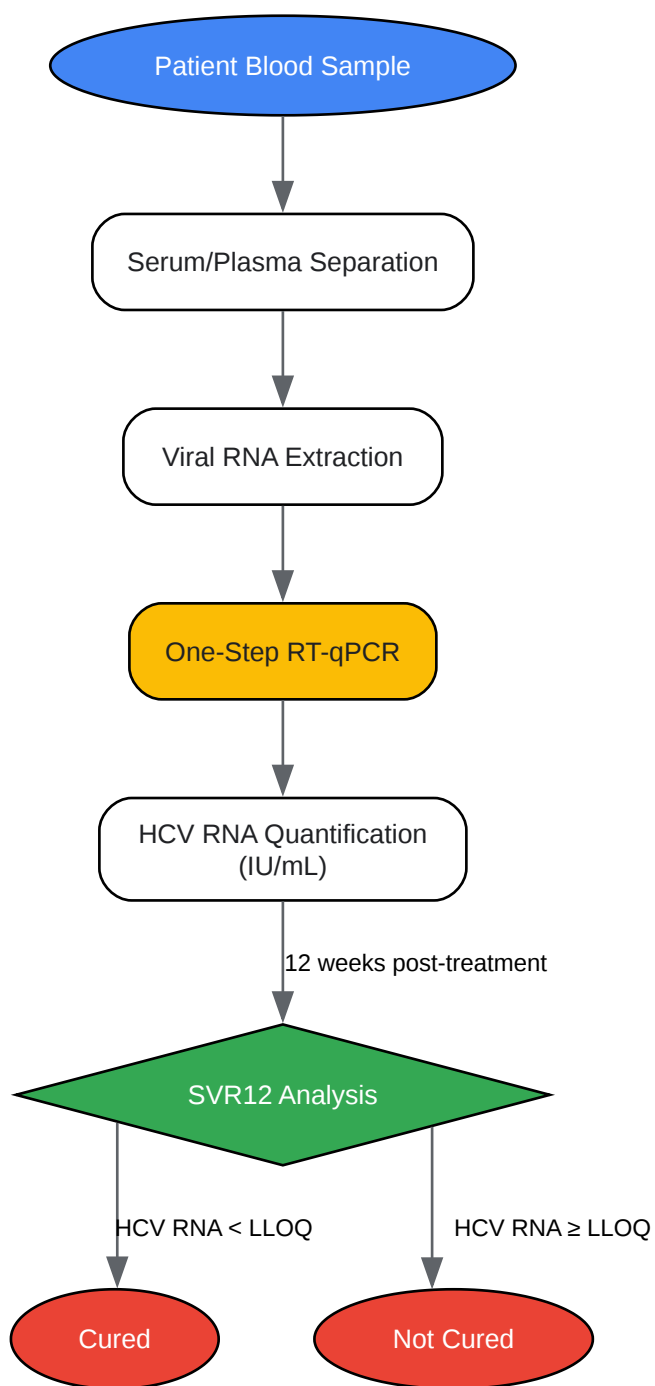 Patient Blood Sample
Serum/Plasma Separation
Viral RNA Extraction
One-Step RT-qPCR
HCV RNA Quantification
(IU/mL)
12 weeks post-treatment
SVR12 Analysis
HCV RNA < LLOQ
HCV RNA ≥ LLOQ
Cured
Not Cured